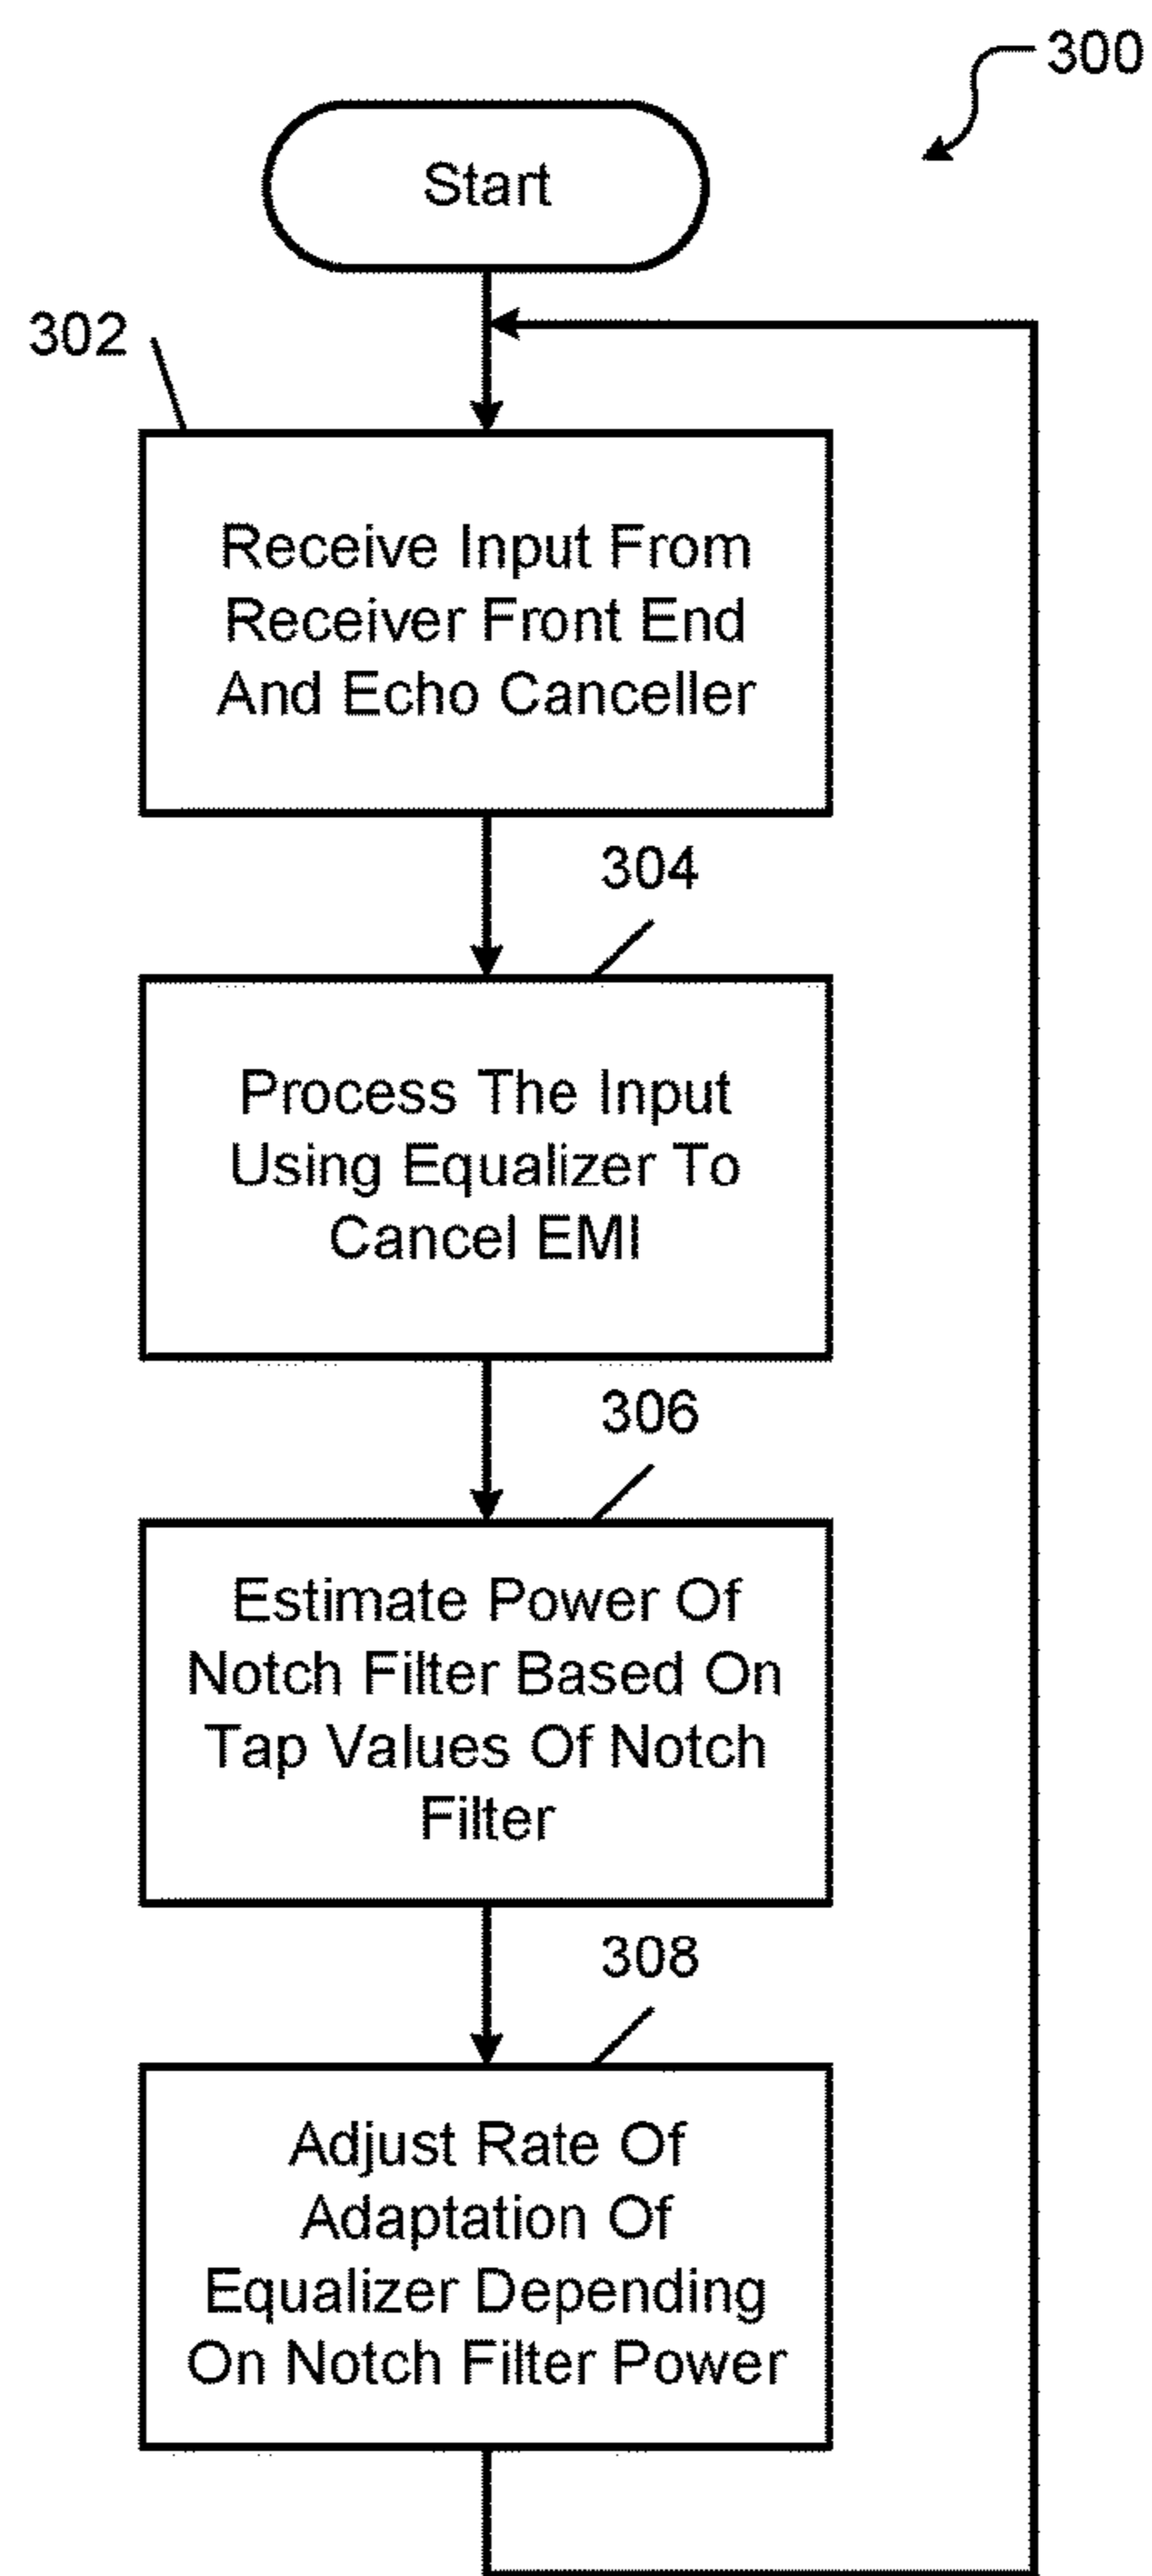 300
Start
302
Receive Input From
Receiver Front End
And Echo Canceller
304
Process The Input
Using Equalizer To
Cancel EMI
306
Estimate Power Of
Notch Filter Based On
Tap Values Of Notch
Filter
308
Adjust Rate Of
Adaptation Of
Equalizer Depending
On Notch Filter Power